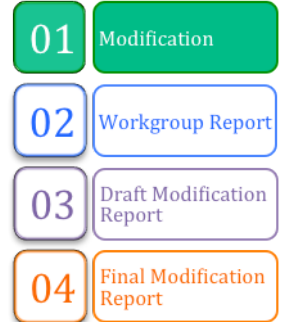 01 Modification
02 Workgroup Report
03 Draft Modification
Report
04 Final Modification
Report